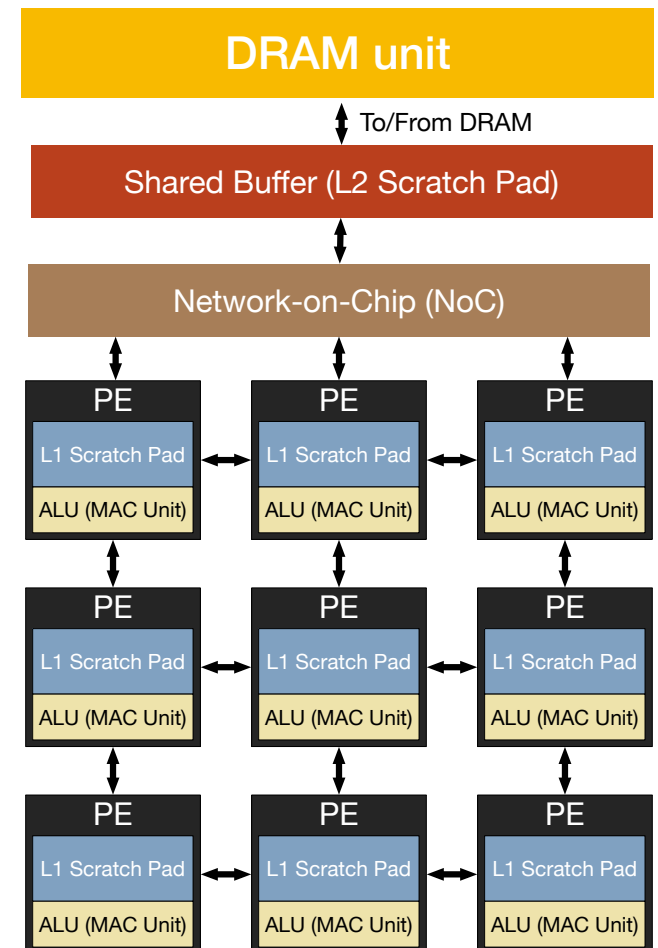 DRAM unit
To/From DRAM
Shared Buffer (L2 Scratch Pad)
Network-on-Chip (NoC)
PE PE PE
L1 Scratch Pad L1 Scratch Pad L1 Scratch Pad
ALU (MAC Unit) ALU (MAC Unit) ALU (MAC Unit)
PE PE PE
L1 Scratch Pad L1 Scratch Pad L1 Scratch Pad
ALU (MAC Unit) ALU (MAC Unit) ALU (MAC Unit)
PE PE PE
L1 Scratch Pad L1 Scratch Pad L1 Scratch Pad
ALU (MAC Unit) ALU (MAC Unit) ALU (MAC Unit)